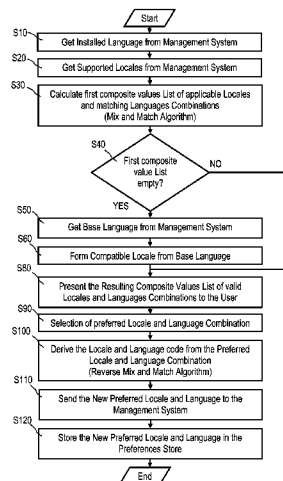 Start
S10
Get Installed Language from Management System
S20
Get Supported Locales from Management System
S30
Calculate first composite values List of applicable Locales
and matching Languages Combinations
(Mix and Match Algorithm)
S40
First composite
value List
empty?
NO
YES
S50
Get Base Language from Management System
S60
Form Compatible Locale from Base Language
S80
Present the Resulting Composite Values List of valid
Locales and Languages Combinations to the User
S90
Selection of preferred Locale and Language Combination
S100
Derive the Locale and Language code from the Preferred
Locale and Language Combination
(Reverse Mix and Match Algorithm)
S110
Send the New Preferred Locale and Language to the
Management System
S120
Store the New Preferred Locale and Language in the
Preferences Store
End